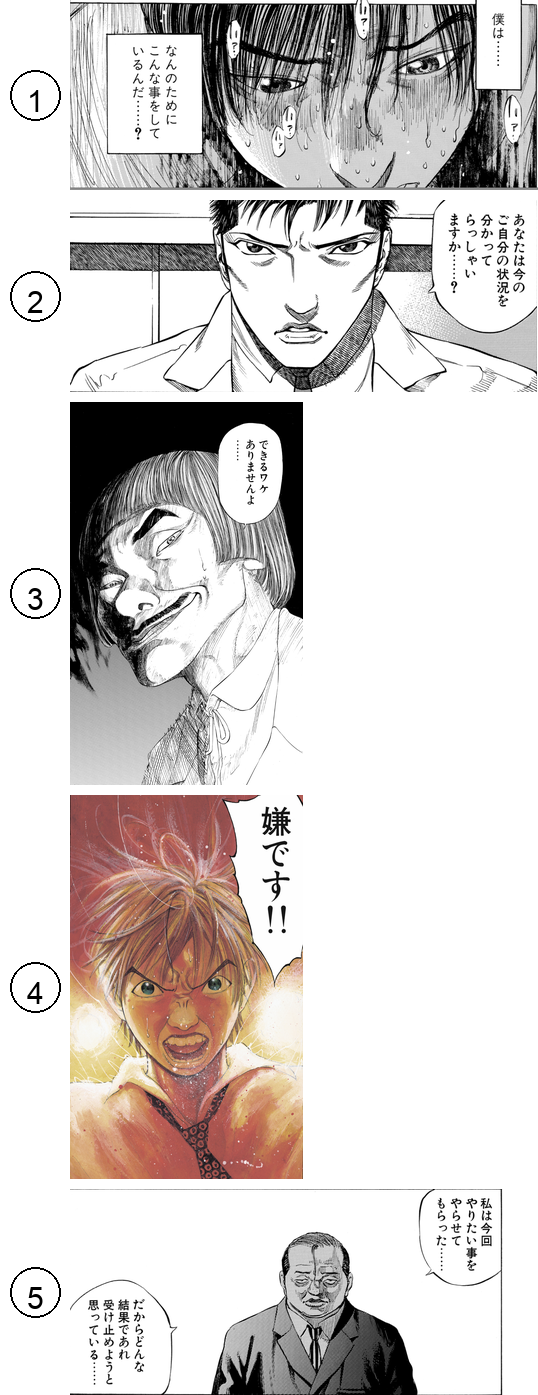 1
僕は……
"?
"?
"?
"?
"?
なんのために
こんな事をして
いるんだ……?
2
あなたは今の
ご自分の状況を
分かって
らっしゃい
ますか……?
3
できるワケ
ありませんよ
……
4
嫌です!!
5
私は今回
やりたい事を
やらせて
もらった……
だからどんな
結果であれ
受け止めようと
思っている……